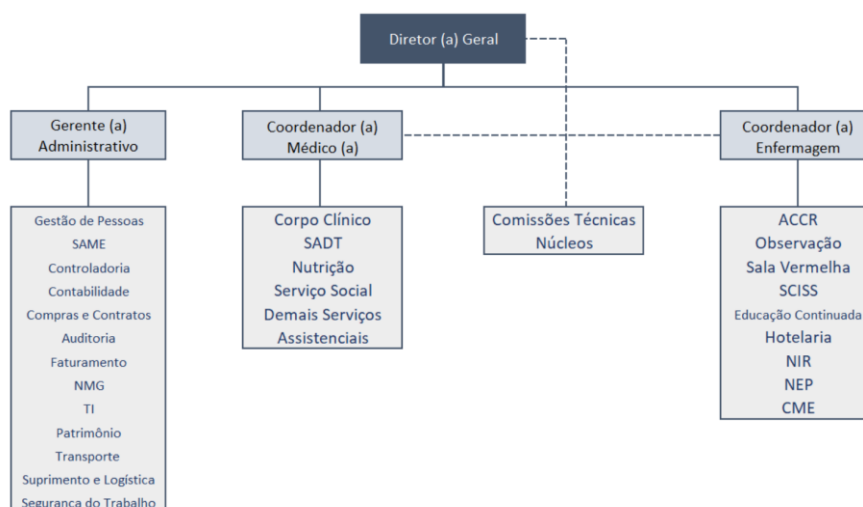 Diretor (a) Geral
Gerente (a)
Administrativo
Coordenador (a)
Médico (a)
Coordenador (a)
Enfermagem
Gestão de Pessoas
SAME
Controladoria
Contabilidade
Compras e Contratos
Auditoria
Faturamento
NMG
TI
Patrimônio
Transporte
Suprimento e Logística
Segurança do Trabalho
Corpo Clínico
SADT
Nutrição
Serviço Social
Demais Serviços
Assistenciais
Comissões Técnicas
Núcleos
ACCR
Observação
Sala Vermelha
SCISS
Educação Continuada
Hotelaria
NIR
NEP
CME